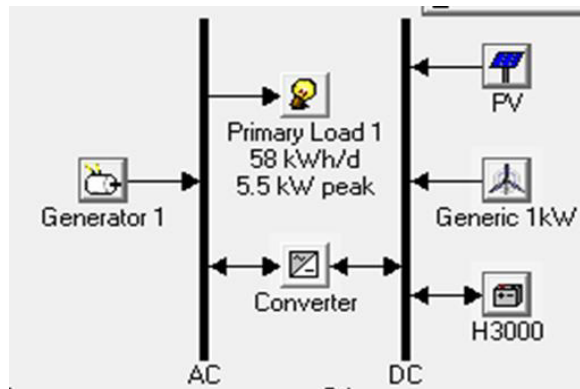 PV
Primary Load 1
58 kWh/d
5.5 kW peak
Generator 1
Generic 1kW
Converter
H3000
AC
DC